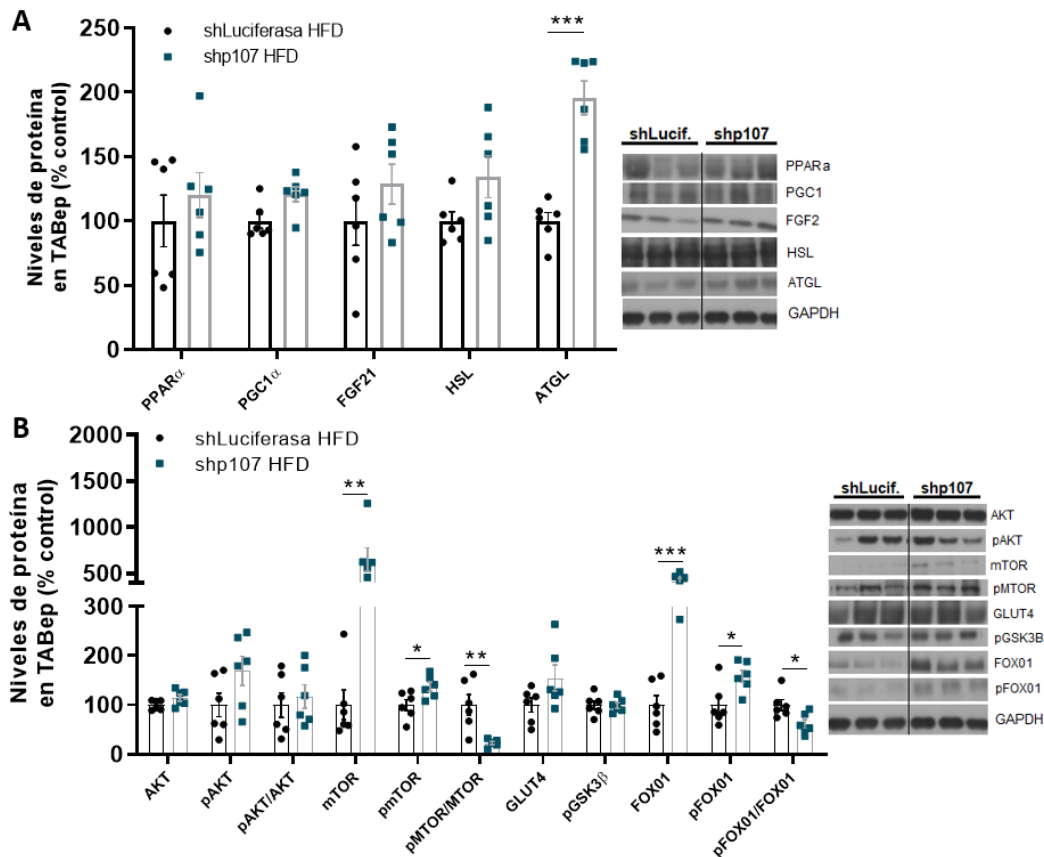 A
Niveles de proteína
en TABep (% control)
250
200
150
100
50
0
shLuciferasa HFD
shp107 HFD
***
PPARα
PGC1α
FGF21
HSL
ATGL
shLucif. shp107
PPARa
PGC1
FGF2
HSL
ATGL
GAPDH
B
Niveles de proteína
en TABep (% control)
2000
1500
1000
500
300
200
100
0
shLuciferasa HFD
shp107 HFD
**
*
**
***
*
*
AKT
pAKT
pAKT/AKT
mTOR
pmTOR
pMTOR/MTOR
GLUT4
pGSK3β
FOX01
pFOX01
pFOX01/FOX01
shLucif. shp107
AKT
pAKT
mTOR
pMTOR
GLUT4
pGSK3B
FOX01
pFOX01
GAPDH